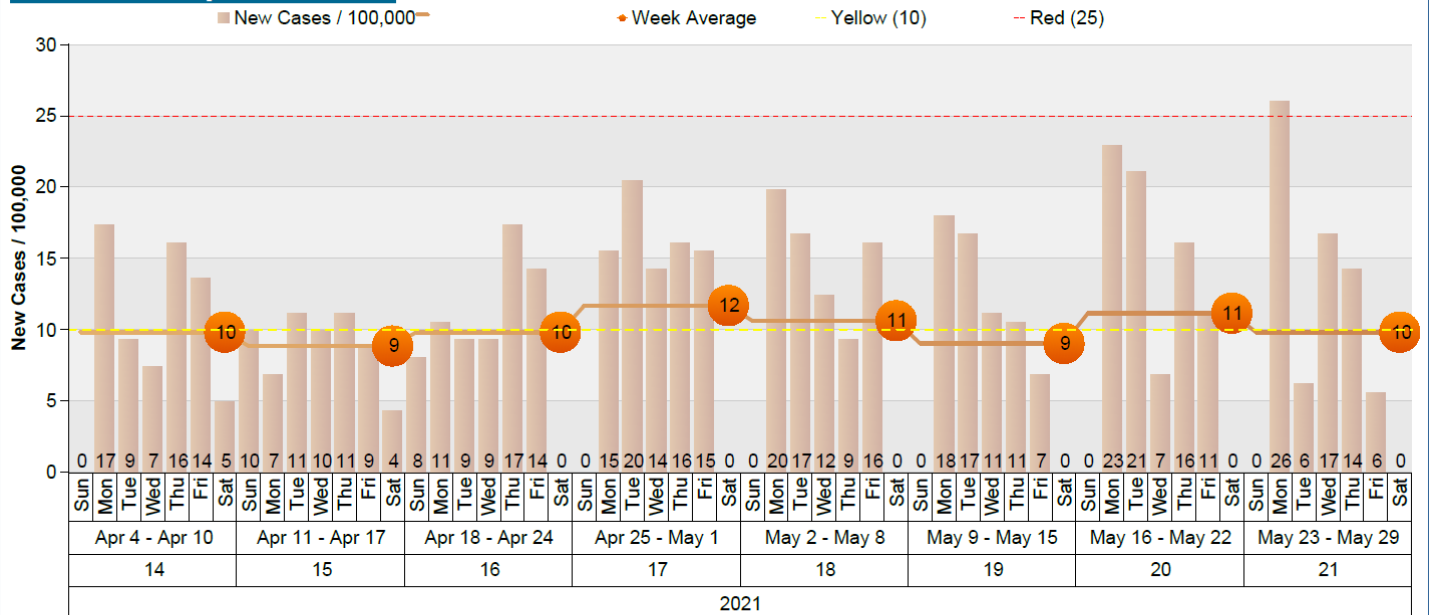 New Cases / 100,000 Week Average Yellow (10) Red (25)
New Cases / 100,000
30
25
20
15
10
5
0
10 9 10 12 11 9 11 10
0 17 9 7 16 14 5 10 7 11 10 11 9 4 8 11 9 9 17 14 0 0 15 20 14 16 15 0 0 20 17 12 9 16 0 0 18 17 11 11 7 0 0 23 21 7 16 11 0 0 26 6 17 14 6 0
Sun Mon Tue Wed Thu Fri Sat Sun Mon Tue Wed Thu Fri Sat Sun Mon Tue Wed Thu Fri Sat Sun Mon Tue Wed Thu Fri Sat Sun Mon Tue Wed Thu Fri Sat Sun Mon Tue Wed Thu Fri Sat Sun Mon Tue Wed Thu Fri Sat Sun Mon Tue Wed Thu Fri Sat
Apr 4 - Apr 10 Apr 11 - Apr 17 Apr 18 - Apr 24 Apr 25 - May 1 May 2 - May 8 May 9 - May 15 May 16 - May 22 May 23 - May 29
14 15 16 17 18 19 20 21
2021